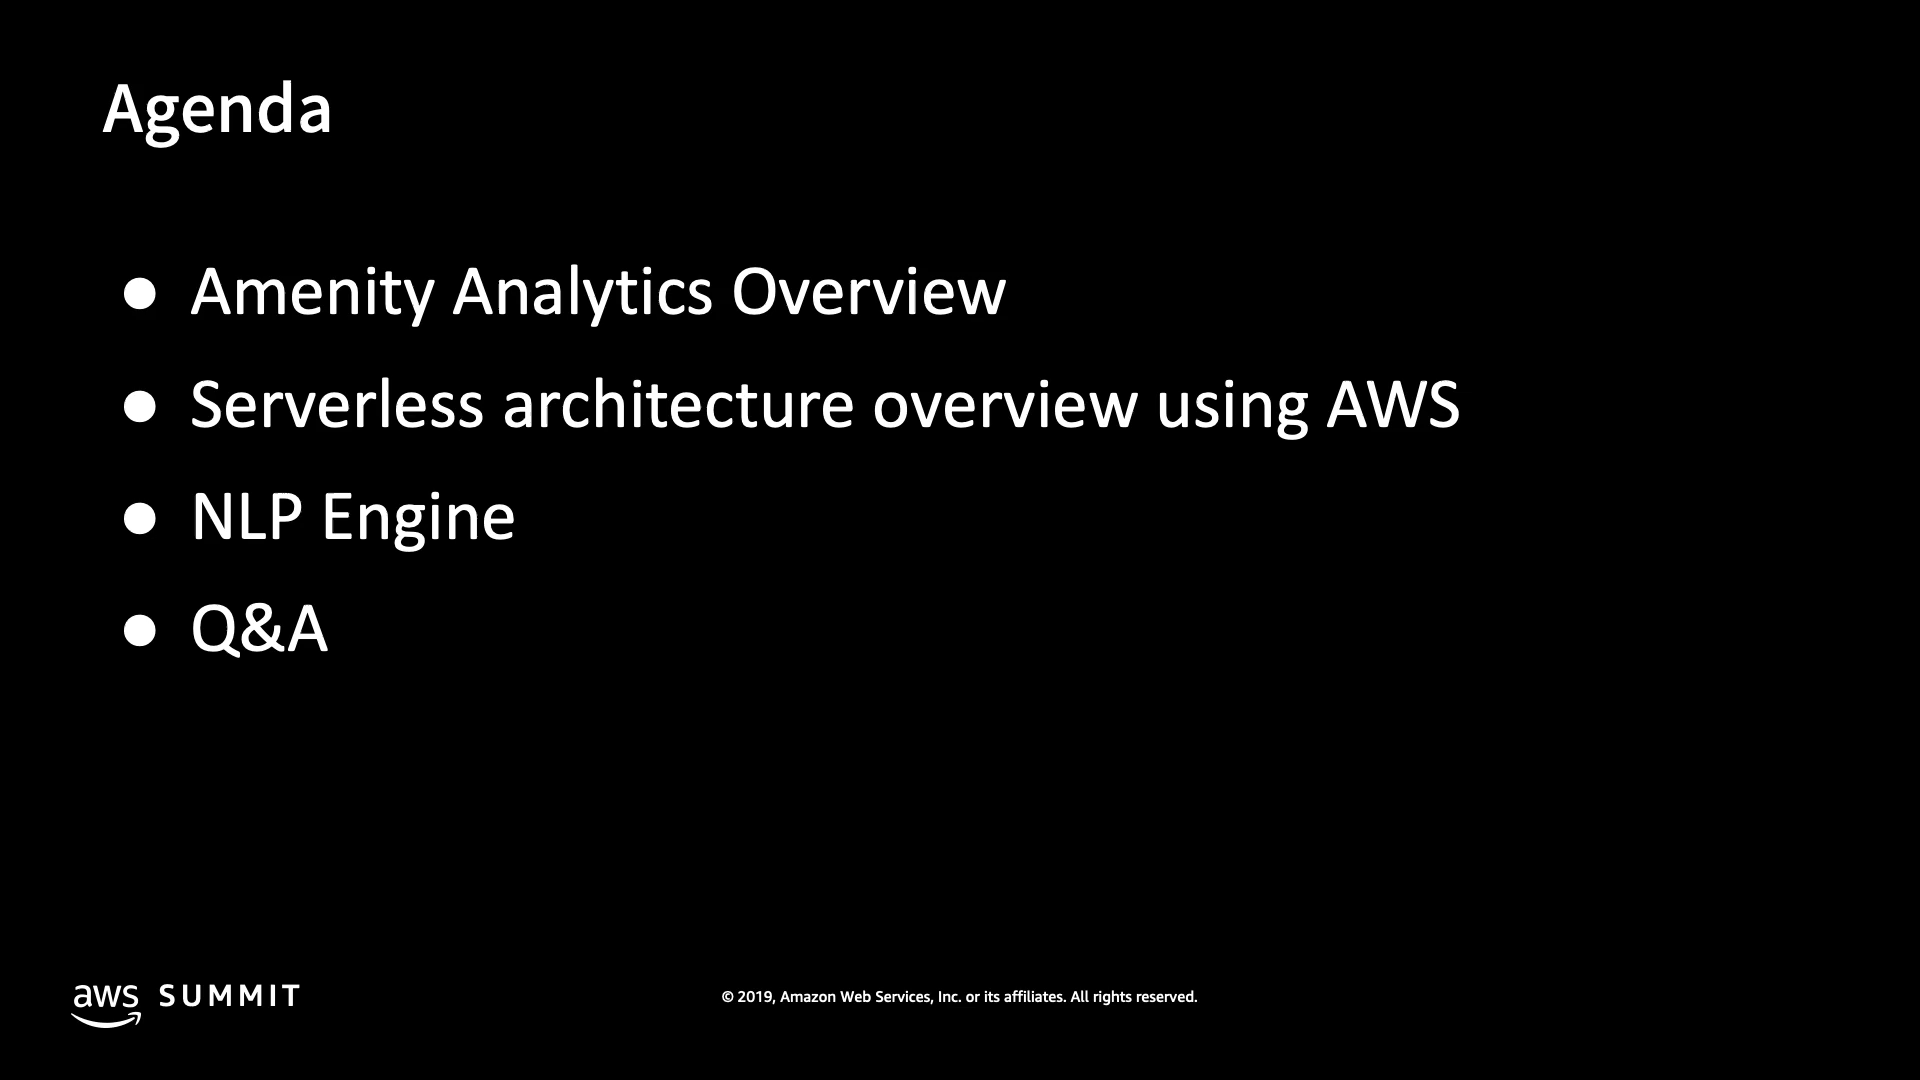 Agenda
● Amenity Analytics Overview
● Serverless architecture overview using AWS
● NLP Engine
● Q&A
aws SUMMIT
© 2019, Amazon Web Services, Inc. or its affiliates. All rights reserved.